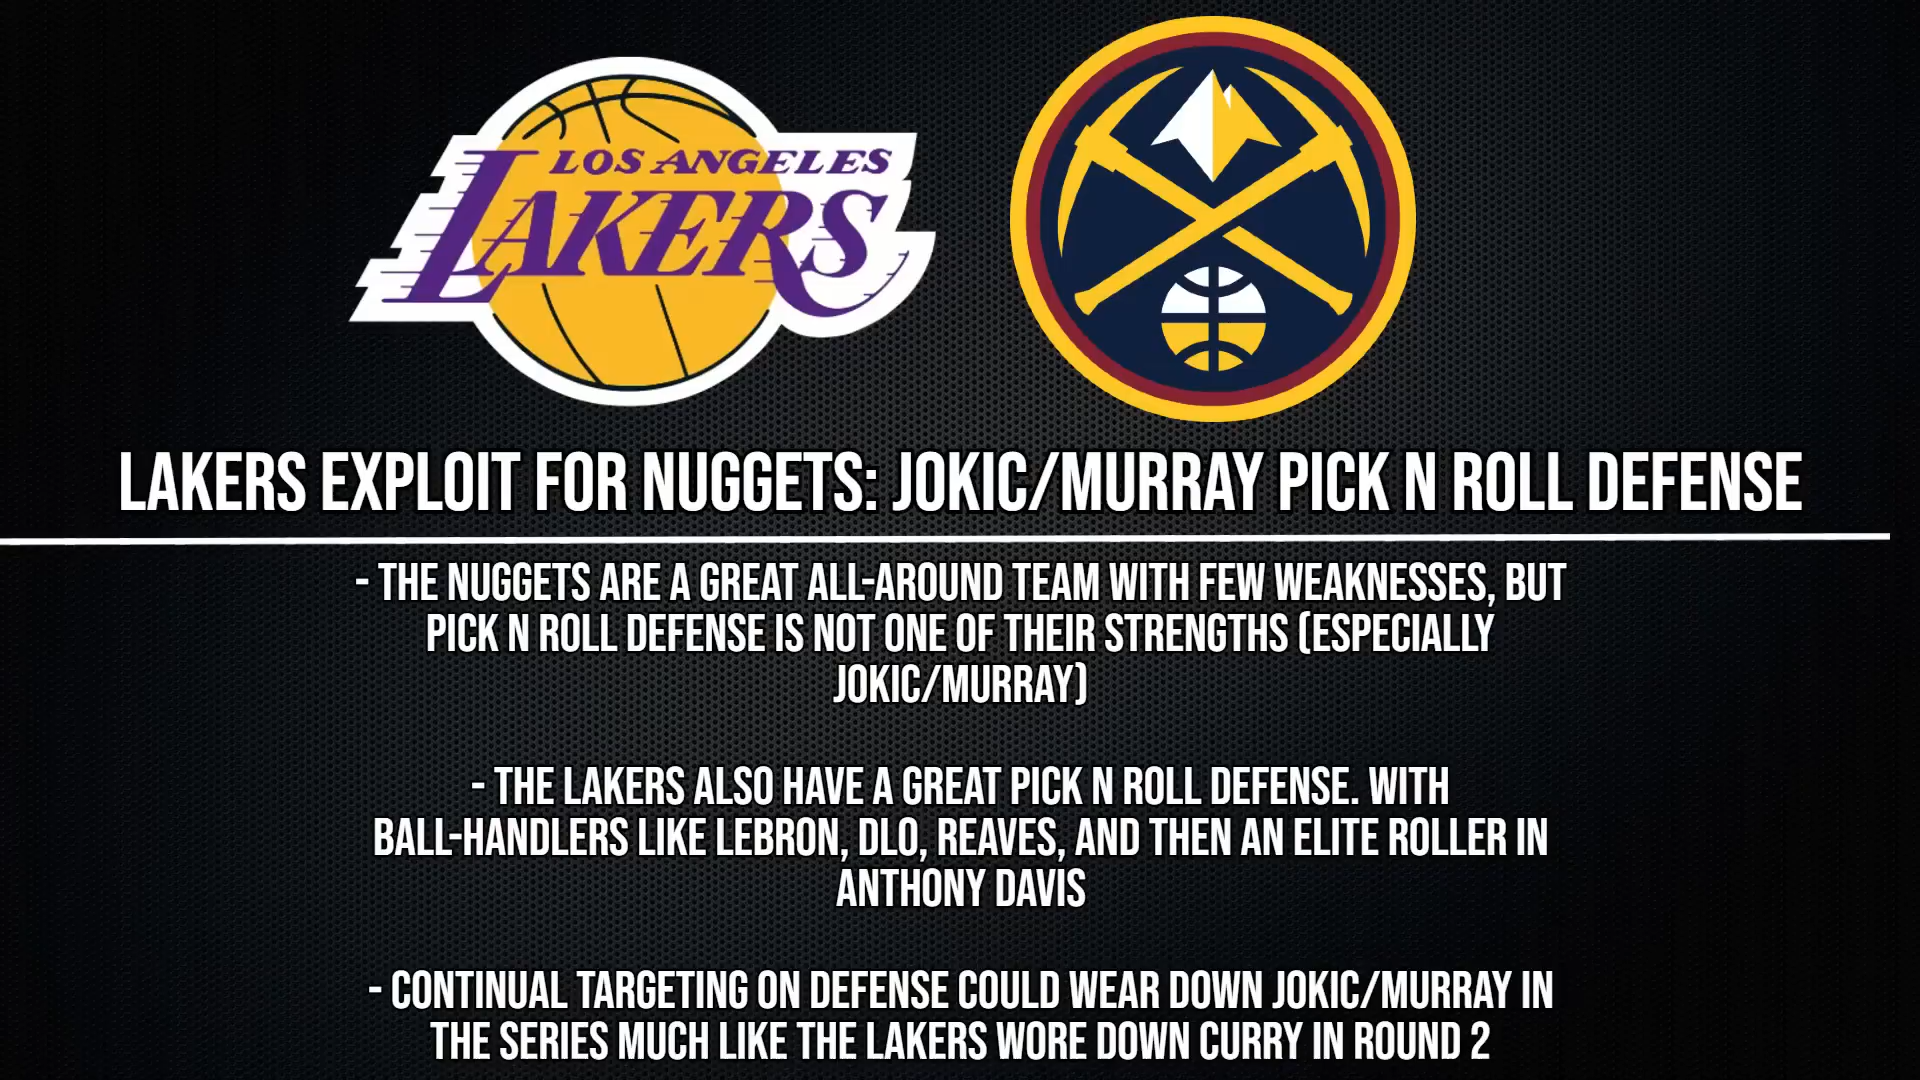 LOS ANGELES
LAKERS
LAKERS EXPLOIT FOR NUGGETS: JOKIC/MURRAY PICK N ROLL DEFENSE
- THE NUGGETS ARE A GREAT ALL-AROUND TEAM WITH FEW WEAKNESSES, BUT
PICK N ROLL DEFENSE IS NOT ONE OF THEIR STRENGTHS (ESPECIALLY
JOKIC/MURRAY)
- THE LAKERS ALSO HAVE A GREAT PICK N ROLL DEFENSE. WITH
BALL-HANDLERS LIKE LEBRON, DLO, REAVES, AND THEN AN ELITE ROLLER IN
ANTHONY DAVIS
- CONTINUAL TARGETING ON DEFENSE COULD WEAR DOWN JOKIC/MURRAY IN
THE SERIES MUCH LIKE THE LAKERS WORE DOWN CURRY IN ROUND 2